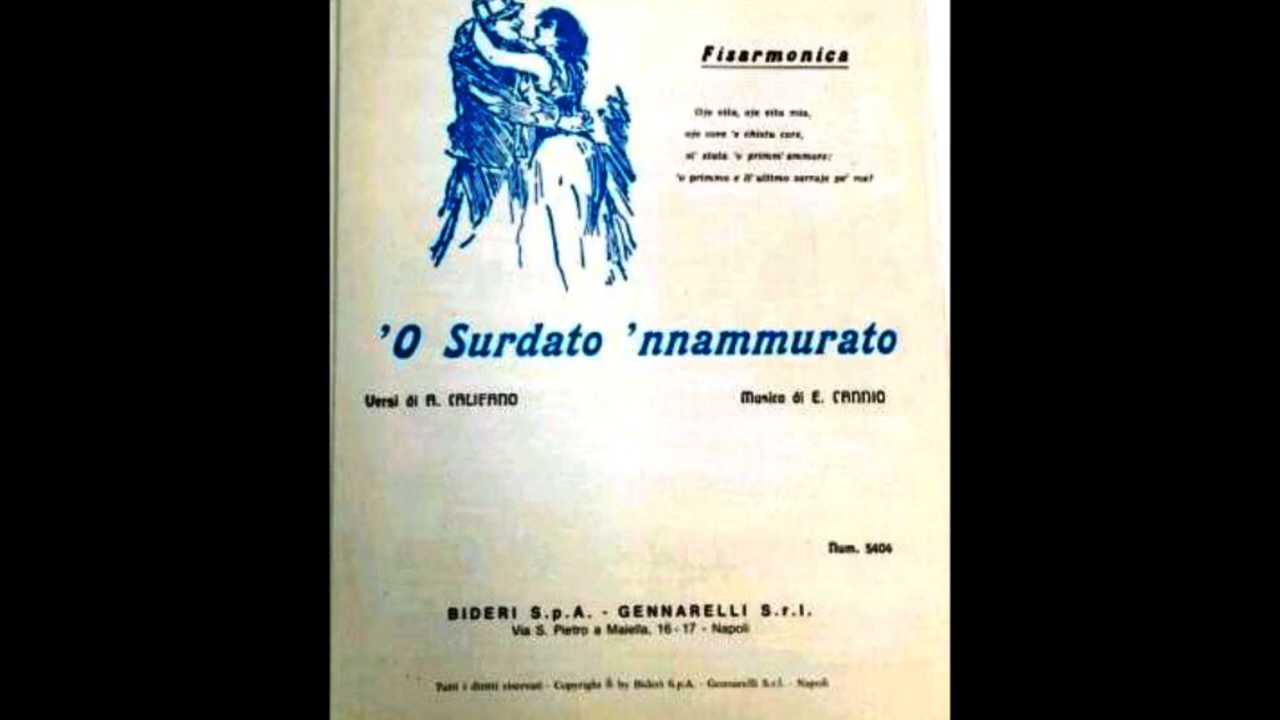 Fisarmonica
Oje vita, oje vita mia,
oje core 'e chistu core,
si' stata 'o primm' ammore:
'o primmo e ll'ultimo sarraje pe' me!
'O Surdato 'nnammurato
Versi di A. CALIFANO
Musica di E. CANNIO
Num. 5404
BIDERI S.p.A. - GENNARELLI S.r.l.
Via S. Pietro a Maiella, 16-17 - Napoli
Tutti i diritti riservati - Copyright © by Bideri S.p.A. - Gennarelli S.r.l. - Napoli